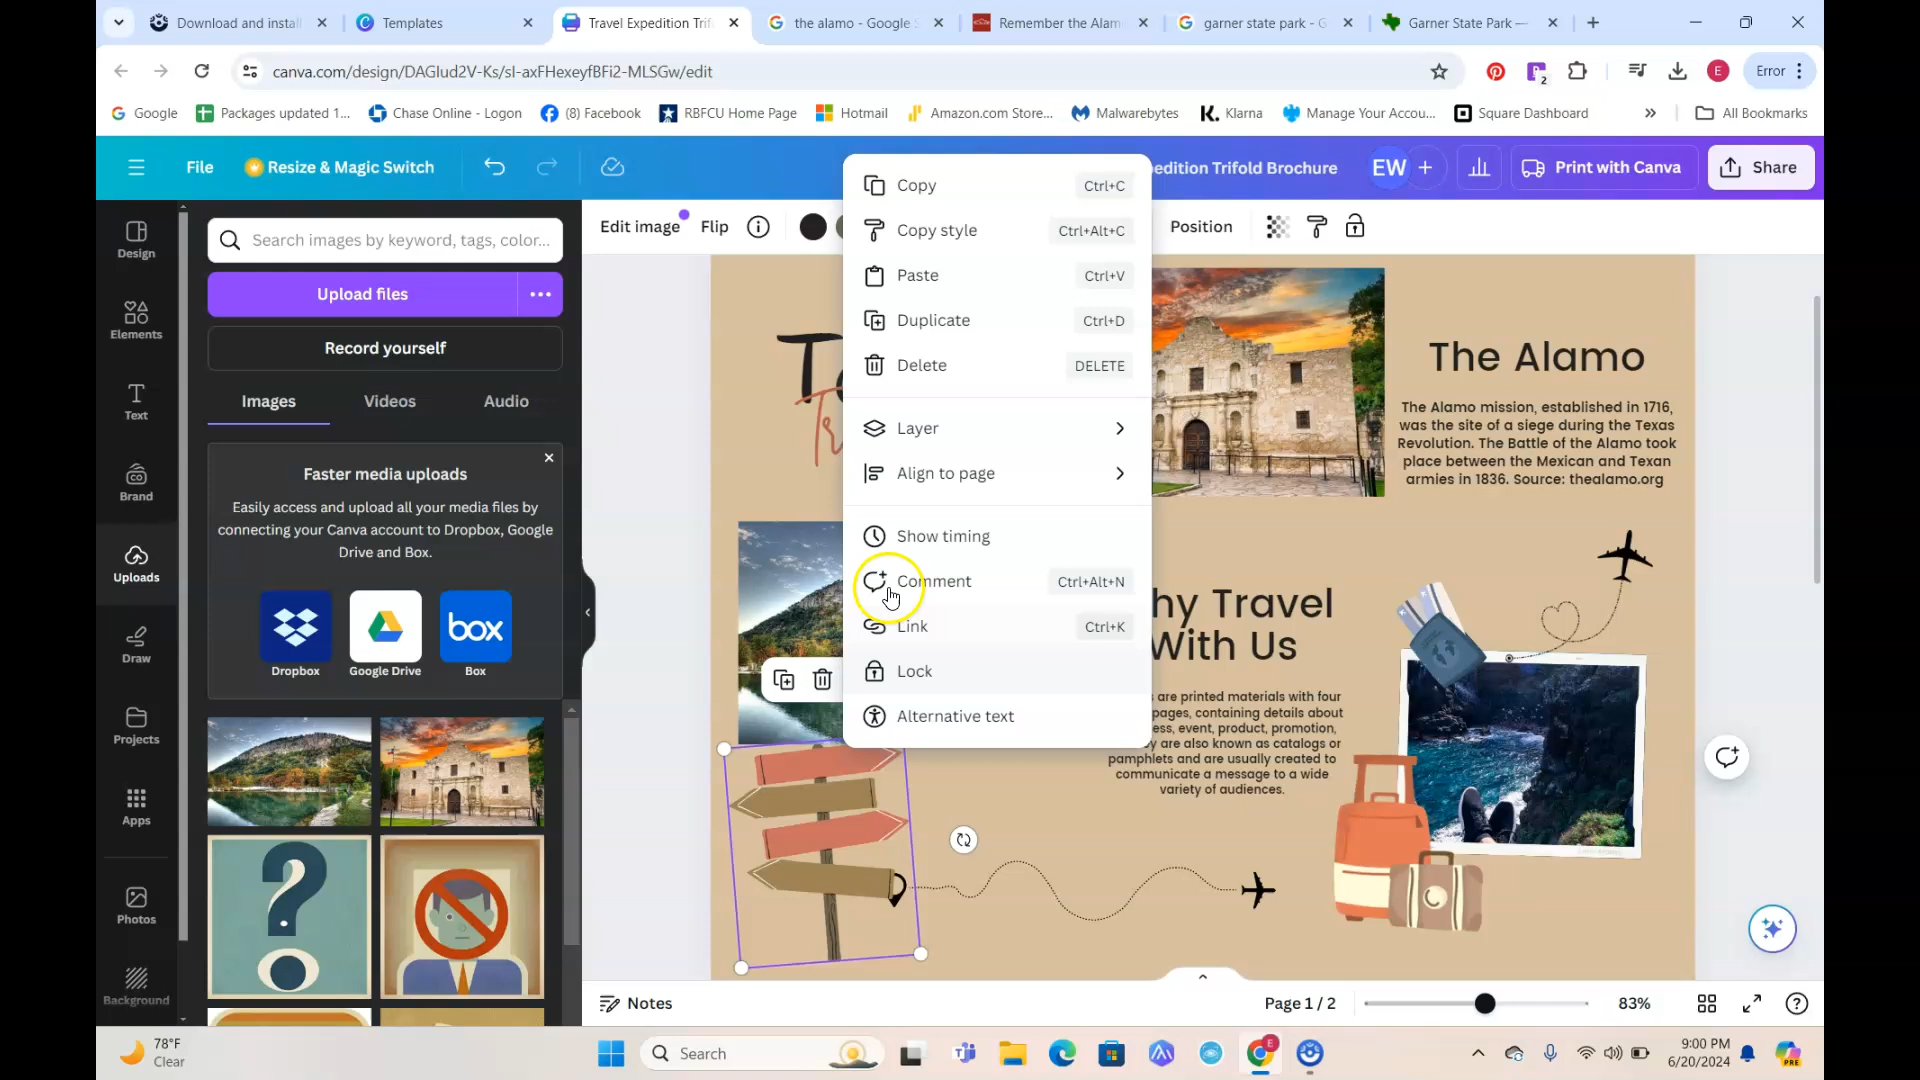 Download and install
Templates
Travel Expedition Trif
the alamo - Google
Remember the Alam
garner state park - G
Garner State Park —
canva.com/design/DAGIud2V-Ks/sI-axFHexeyfBFi2-MLSGw/edit
2
E
Error
Google
Packages updated 1...
Chase Online - Logon
(8) Facebook
RBFCU Home Page
Hotmail
Amazon.com Store...
Malwarebytes
Klarna
Manage Your Accou...
Square Dashboard
All Bookmarks
File
Resize & Magic Switch
edition Trifold Brochure
EW
Print with Canva
Share
Design
Elements
Text
Brand
Uploads
Draw
Projects
Apps
Photos
Background
Search images by keyword, tags, color...
Upload files
Record yourself
Images
Videos
Audio
Faster media uploads
Easily access and upload all your media files by
connecting your Canva account to Dropbox, Google
Drive and Box.
box
Dropbox
Google Drive
Box
Edit image
Flip
Position
Copy Ctrl+C
Copy style Ctrl+Alt+C
Paste Ctrl+V
Duplicate Ctrl+D
Delete DELETE
Layer
Align to page
Show timing
Comment Ctrl+Alt+N
Link Ctrl+K
Lock
Alternative text
The Alamo
The Alamo mission, established in 1716,
was the site of a siege during the Texas
Revolution. The Battle of the Alamo took
place between the Mexican and Texan
armies in 1836. Source: thealamo.org
hy Travel
With Us
are printed materials with four
pages, containing details about
ess, event, product, promotion,
y are also known as catalogs or
pamphlets and are usually created to
communicate a message to a wide
variety of audiences.
Notes
Page 1 / 2
83%
78°F
Clear
Search
9:00 PM
6/20/2024